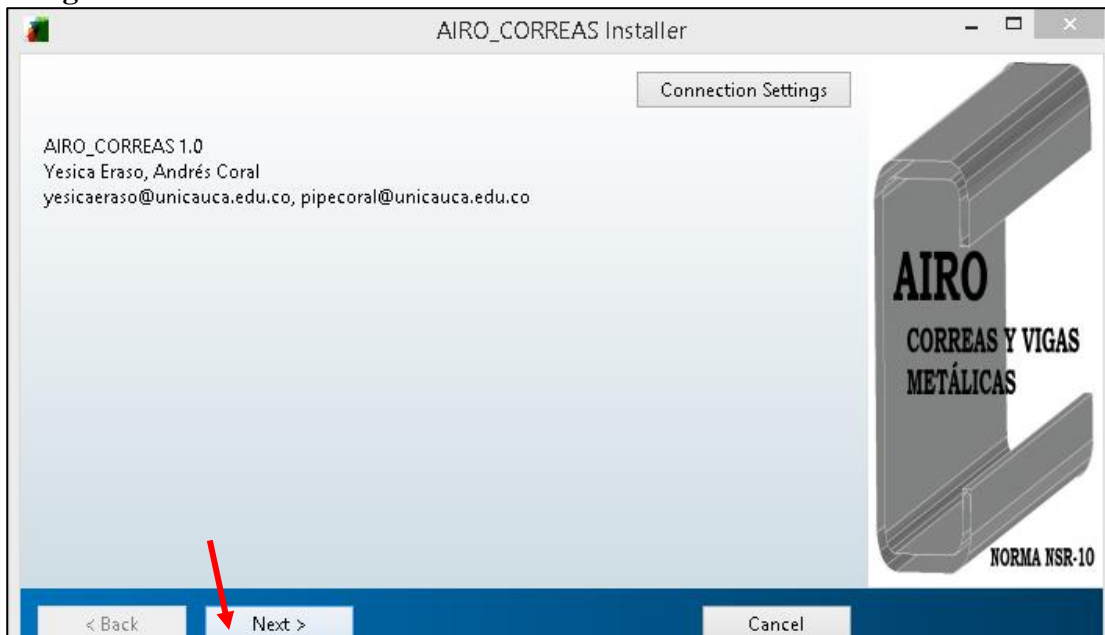 AIRO_CORREAS Installer
Connection Settings
AIRO_CORREAS 1.0
Yesica Eraso, Andrés Coral
yesicaeraso@unicauca.edu.co, pipecoral@unicauca.edu.co
AIRO
CORREAS Y VIGAS
METÁLICAS
NORMA NSR-10
< Back
Next >
Cancel